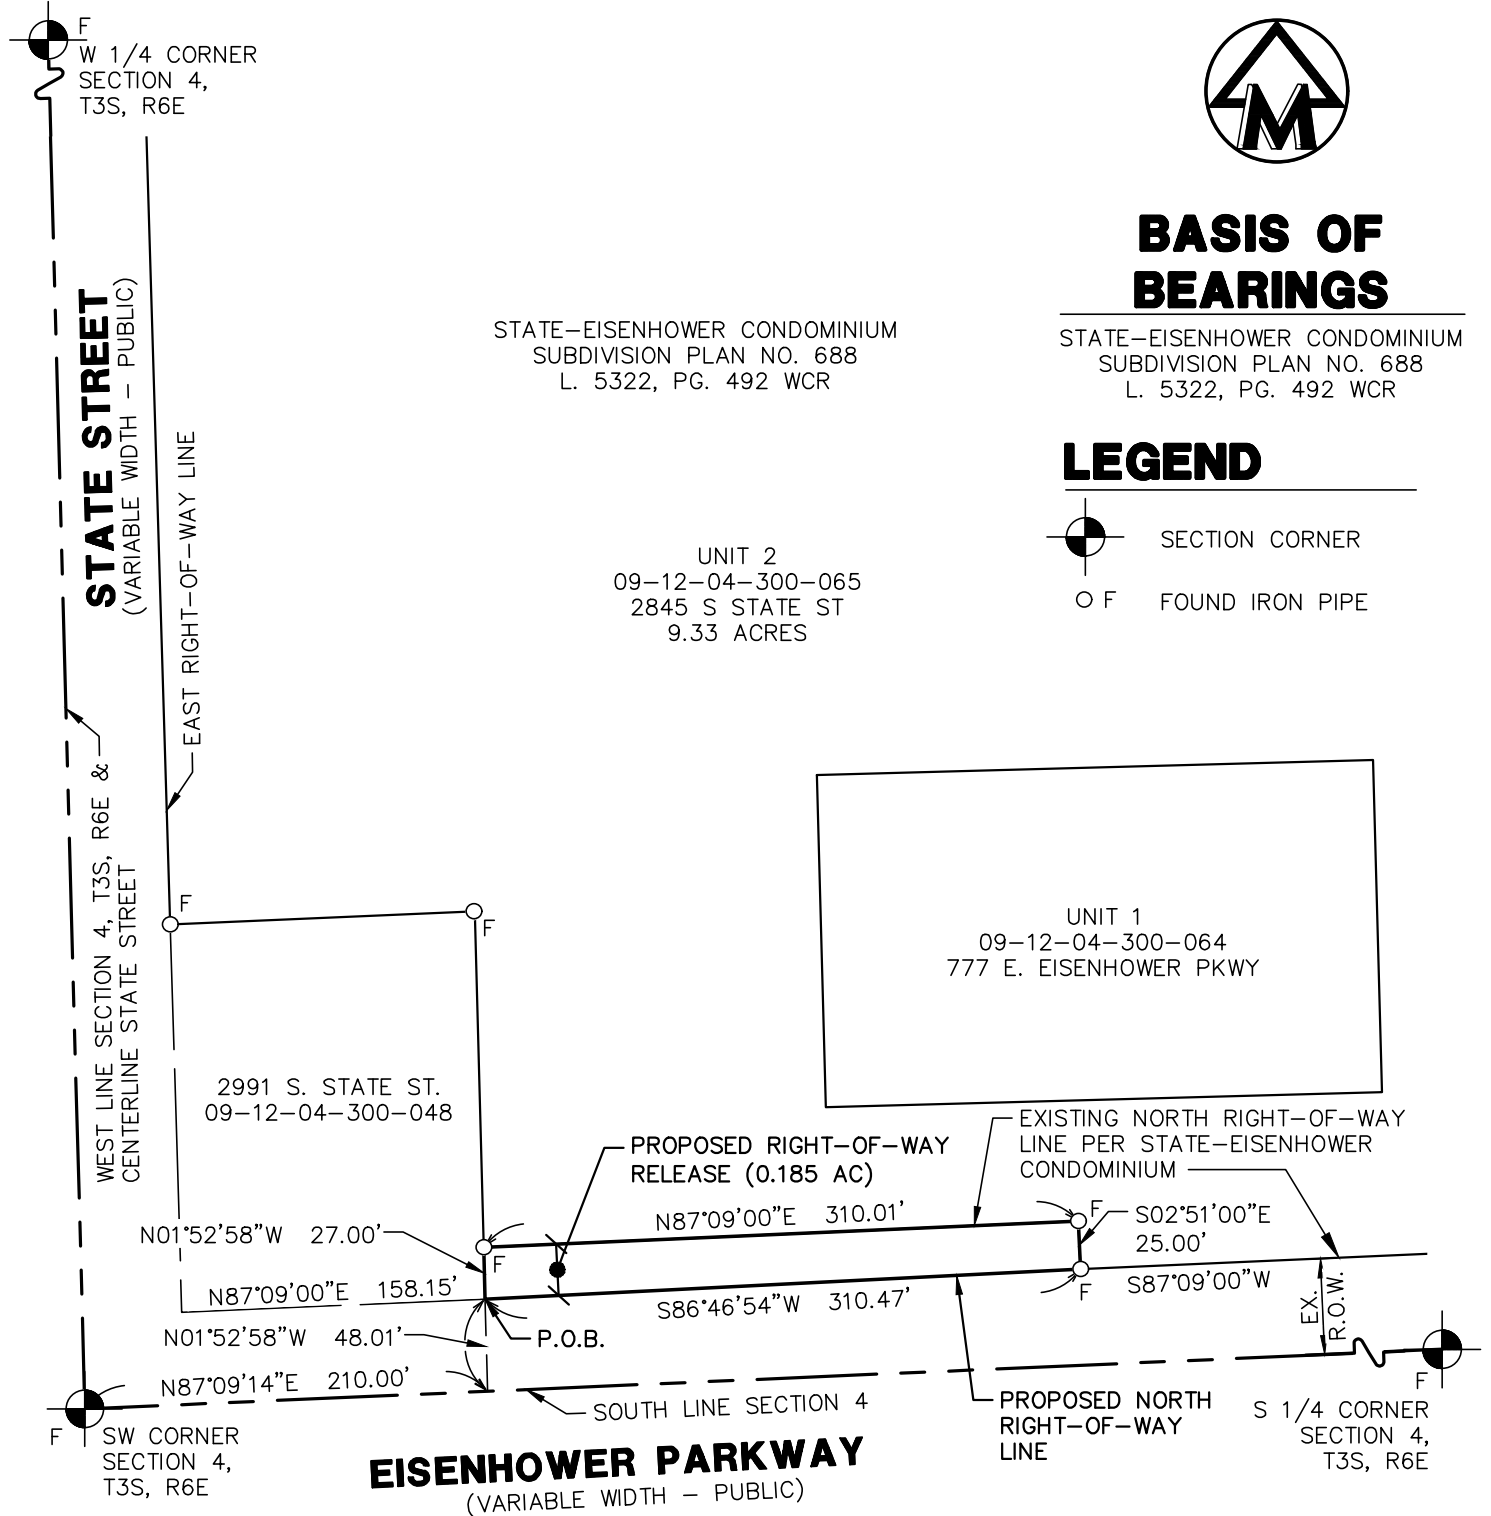 F
W 1/4 CORNER
SECTION 4,
T3S, R6E
M
BASIS OF
BEARINGS
STATE-EISENHOWER CONDOMINIUM
SUBDIVISION PLAN NO. 688
L. 5322, PG. 492 WCR
LEGEND
SECTION CORNER
F FOUND IRON PIPE
STATE-EISENHOWER CONDOMINIUM
SUBDIVISION PLAN NO. 688
L. 5322, PG. 492 WCR
STATE STREET
(VARIABLE WIDTH - PUBLIC)
EAST RIGHT-OF-WAY LINE
UNIT 2
09-12-04-300-065
2845 S STATE ST
9.33 ACRES
WEST LINE SECTION 4, T3S, R6E &
CENTERLINE STATE STREET
F
F
UNIT 1
09-12-04-300-064
777 E. EISENHOWER PKWY
2991 S. STATE ST.
09-12-04-300-048
PROPOSED RIGHT-OF-WAY
RELEASE (0.185 AC)
EXISTING NORTH RIGHT-OF-WAY
LINE PER STATE-EISENHOWER
CONDOMINIUM
N01°52'58"W 27.00'
F
N87°09'00"E 310.01'
F
S02°51'00"E
25.00'
N87°09'00"E 158.15'
S86°46'54"W 310.47'
F
S87°09'00"W
EX.
R.O.W.
N01°52'58"W 48.01'
P.O.B.
N87°09'14"E 210.00'
SOUTH LINE SECTION 4
PROPOSED NORTH
RIGHT-OF-WAY
LINE
F
S 1/4 CORNER
SECTION 4,
T3S, R6E
F
SW CORNER
SECTION 4,
T3S, R6E
EISENHOWER PARKWAY
(VARIABLE WIDTH - PUBLIC)